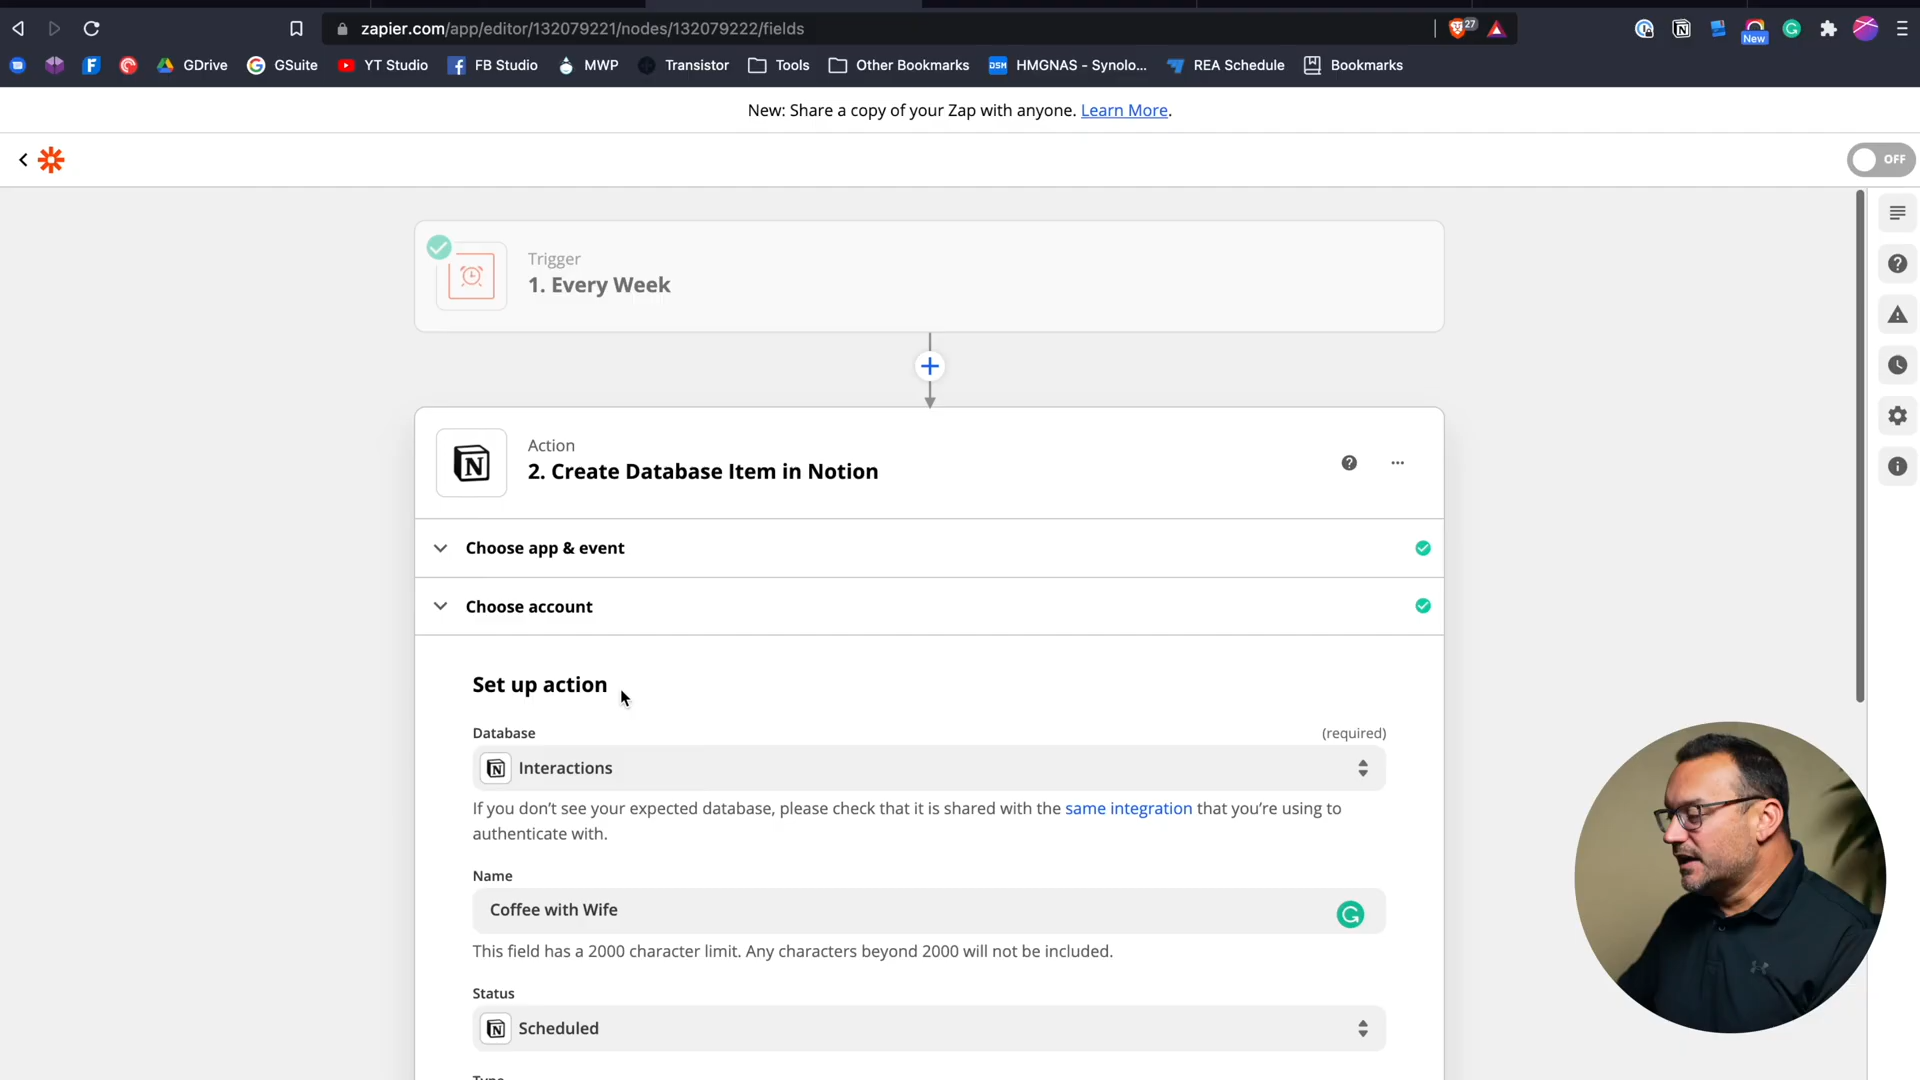 zapier.com/app/editor/132079221/nodes/132079222/fields
27
New
GDrive
GSuite
YT Studio
FB Studio
MWP
Transistor
Tools
Other Bookmarks
DSM
HMGNAS - Synolo...
REA Schedule
Bookmarks
New: Share a copy of your Zap with anyone. Learn More.
OFF
Trigger
1. Every Week
Action
2. Create Database Item in Notion
Choose app & event
Choose account
Set up action
Database
(required)
Interactions
If you don't see your expected database, please check that it is shared with the same integration that you're using to
authenticate with.
Name
Coffee with Wife
This field has a 2000 character limit. Any characters beyond 2000 will not be included.
Status
Scheduled